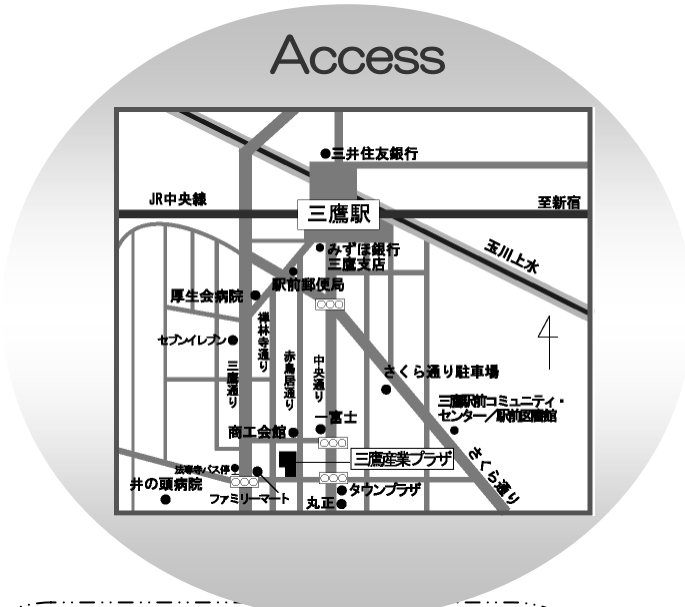 Access
三井住友銀行
JR中央線
至新宿
三鷹駅
みずほ銀行
三鷹支店
玉川上水
駅前郵便局
厚生会病院
禅林寺通り
セブンイレブン
三鷹通り
赤鳥居通り
中央通り
さくら通り駐車場
三鷹駅前コミュニティ・
センター／駅前図書館
一富士
商工会館
三鷹産業プラザ
さくら通り
法専寺バス停
井の頭病院
ファミリーマート
タウンプラザ
丸正